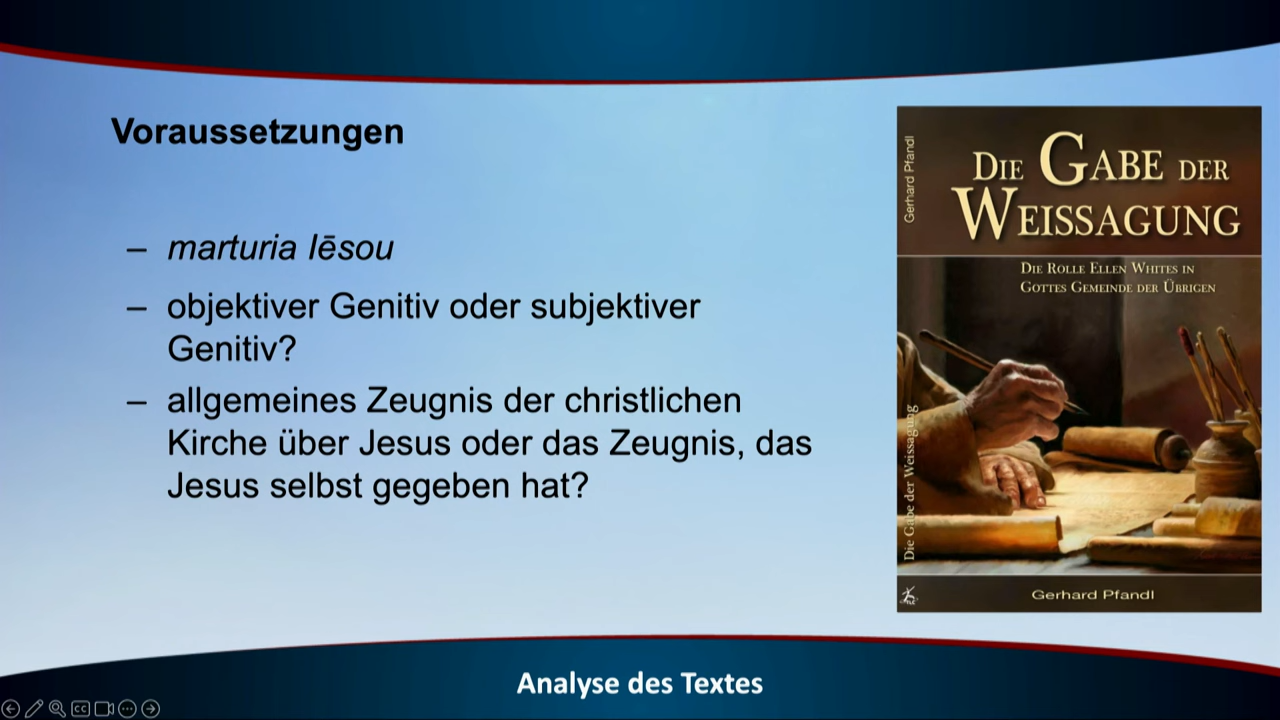 Voraussetzungen
– marturia Iēsou
– objektiver Genitiv oder subjektiver
Genitiv?
– allgemeines Zeugnis der christlichen
Kirche über Jesus oder das Zeugnis, das
Jesus selbst gegeben hat?
Gerhard Pfandl
Die Gabe der Weissagung
DIE GABE DER
WEISSAGUNG
DIE ROLLE ELLEN WHITES IN
GOTTES GEMEINDE DER ÜBRIGEN
Gerhard Pfandl
Analyse des Textes
CC